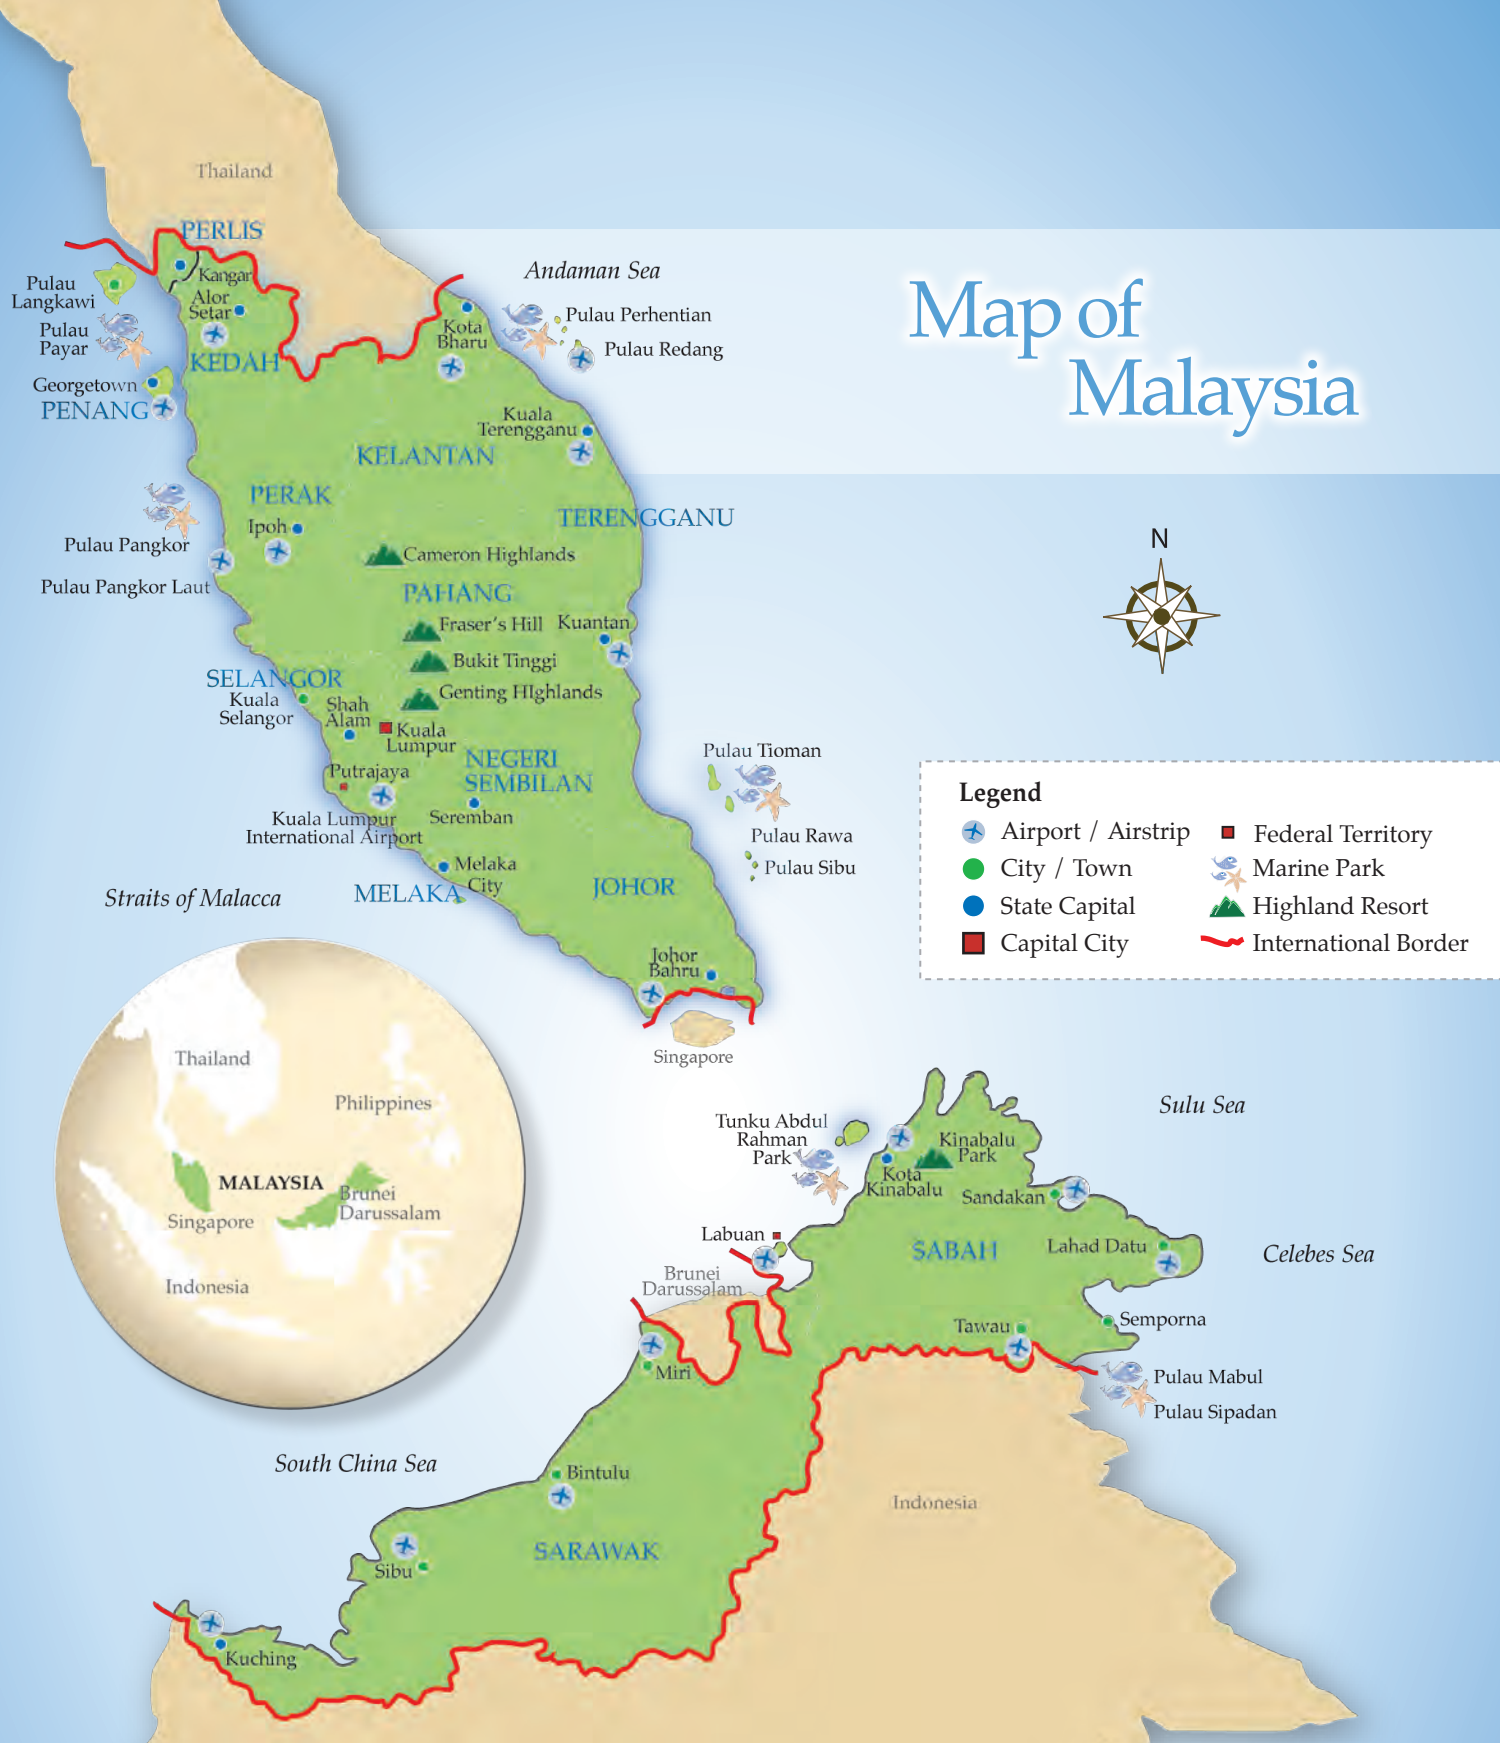 Thailand
PERLIS
Kangar
Pulau
Langkawi
Alor
Setar
Pulau
Payar
KEDAH
Georgetown
PENANG
Andaman Sea
Pulau Perhentian
Pulau Redang
Kota
Bharu
Map of
Malaysia
Kuala
Terengganu
KELANTAN
PERAK
Ipoh
TERENGGANU
Pulau Pangkor
Pulau Pangkor Laut
Cameron Highlands
PAHANG
Fraser's Hill
Kuantan
Bukit Tinggi
Genting HIghlands
SELANGOR
Kuala
Selangor
Shah
Alam
Kuala
Lumpur
Putrajaya
NEGERI
SEMBILAN
Kuala Lumpur
International Airport
Seremban
Melaka
City
MELAKA
JOHOR
Johor
Bahru
Singapore
Straits of Malacca
Pulau Tioman
Pulau Rawa
Pulau Sibu
N
Legend
Airport / Airstrip
City / Town
State Capital
Capital City
Federal Territory
Marine Park
Highland Resort
International Border
Thailand
Philippines
MALAYSIA
Singapore
Brunei
Darussalam
Indonesia
Sulu Sea
Tunku Abdul
Rahman
Park
Kinabalu
Park
Kota
Kinabalu
Sandakan
Labuan
SABAH
Lahad Datu
Celebes Sea
Brunei
Darussalam
Semporna
Tawau
Miri
Pulau Mabul
Pulau Sipadan
South China Sea
Bintulu
Indonesia
SARAWAK
Sibu
Kuching